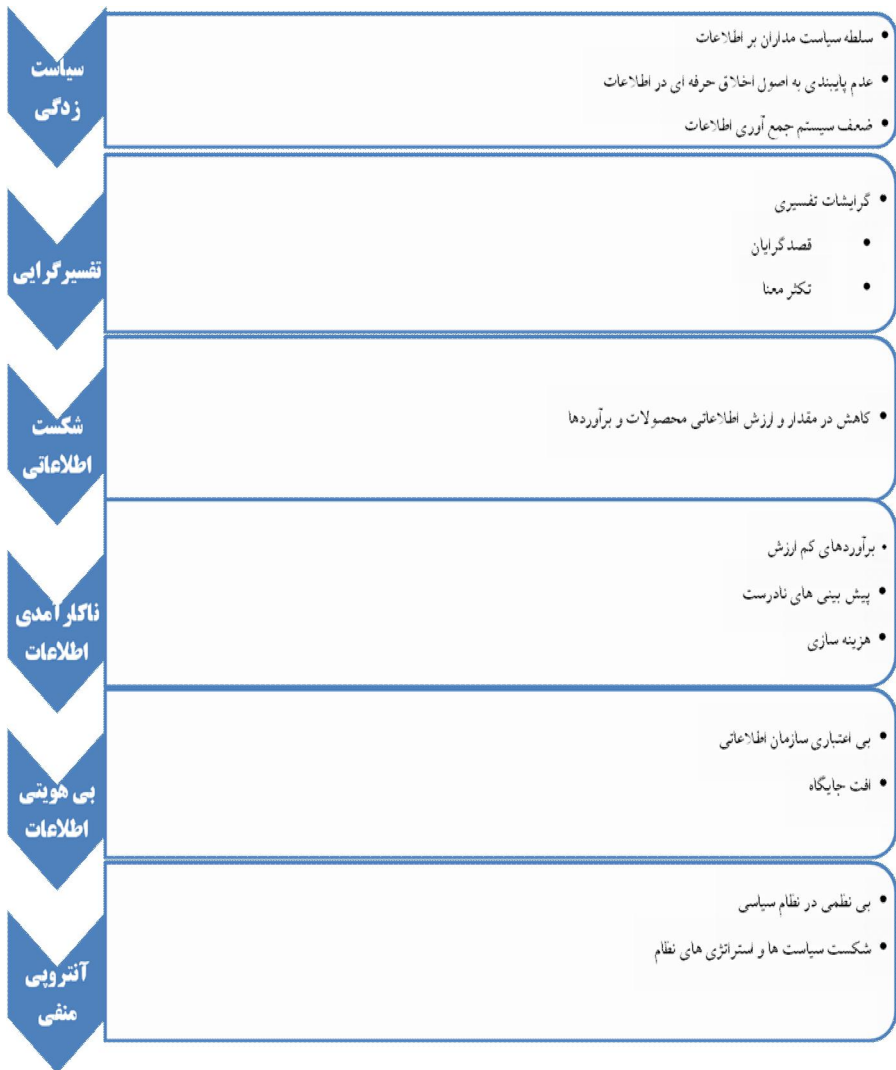 سیاست
زدگی
• سلطه سیاست مداران بر اطلاعات
• عدم پایبندی به اصول اخلاق حرفه ای در اطلاعات
• ضعف سیستم جمع آوری اطلاعات
تفسیرگرایی
• گرایشات تفسیری
• قصدگرایان
• تکثر معنا
شکست
اطلاعاتی
• کاهش در مقدار و ارزش اطلاعاتی محصولات و برآوردها
ناکارآمدی
اطلاعات
• برآوردهای کم ارزش
• پیش بینی های نادرست
• هزینه سازی
بی هویتی
اطلاعات
• بی اعتباری سازمان اطلاعاتی
• افت جایگاه
آنتروپی
منفی
• بی نظمی در نظام سیاسی
• شکست سیاست ها و استراتژی های نظام